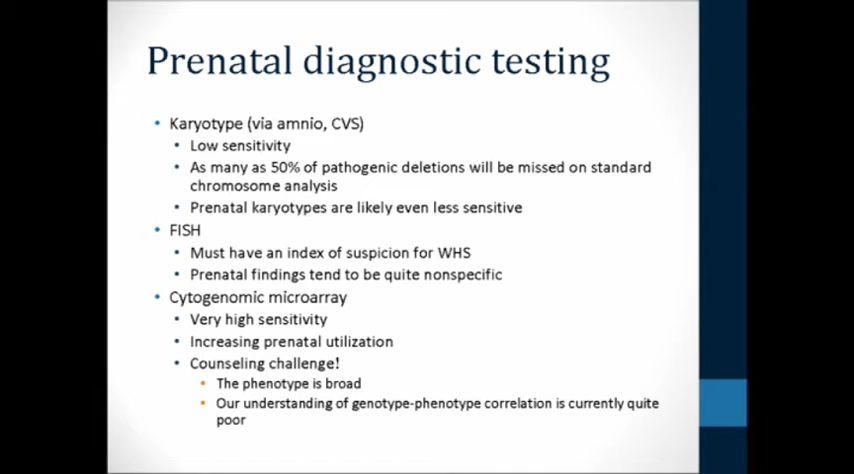 Prenatal diagnostic testing
• Karyotype (via amnio, CVS)
• Low sensitivity
• As many as 50% of pathogenic deletions will be missed on standard
chromosome analysis
• Prenatal karyotypes are likely even less sensitive
• FISH
• Must have an index of suspicion for WHS
• Prenatal findings tend to be quite nonspecific
• Cytogenomic microarray
• Very high sensitivity
• Increasing prenatal utilization
• Counseling challenge!
• The phenotype is broad
• Our understanding of genotype-phenotype correlation is currently quite
poor